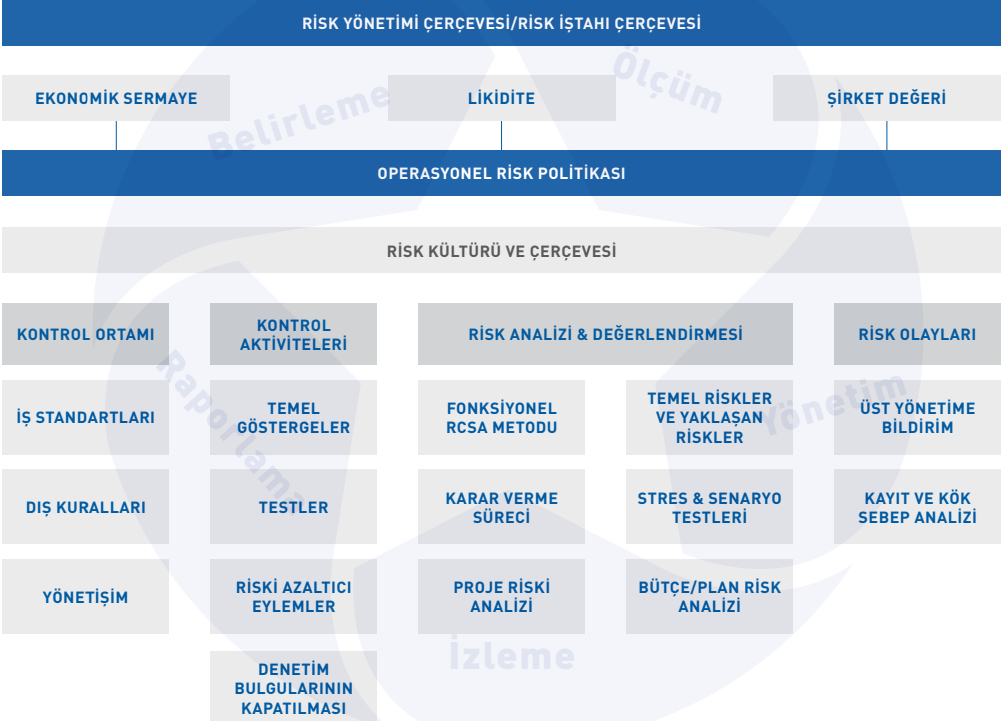 RİSK YÖNETİMİ ÇERÇEVESİ/RİSK İŞTAHI ÇERÇEVESİ
Ölçüm
EKONOMİK SERMAYE
LİKİDİTE
ŞİRKET DEĞERİ
Belirleme
OPERASYONEL RİSK POLİTİKASI
RİSK KÜLTÜRÜ VE ÇERÇEVESİ
KONTROL ORTAMI
KONTROL
AKTİVİTELERİ
RİSK ANALİZİ & DEĞERLENDİRMESİ
RİSK OLAYLARI
Raporlama
Yönetim
İŞ STANDARTLARI
TEMEL
GÖSTERGELER
FONKSİYONEL
RCSA METODU
TEMEL RİSKLER
VE YAKLAŞAN
RİSKLER
ÜST YÖNETİME
BİLDİRİM
DIŞ KURALLARI
TESTLER
KARAR VERME
SÜRECİ
STRES & SENARYO
TESTLERİ
KAYIT VE KÖK
SEBEP ANALİZİ
YÖNETİŞİM
RİSKİ AZALTICI
EYLEMLER
PROJE RİSKİ
ANALİZİ
BÜTÇE/PLAN RİSK
ANALİZİ
İzleme
DENETİM
BULGULARININ
KAPATILMASI